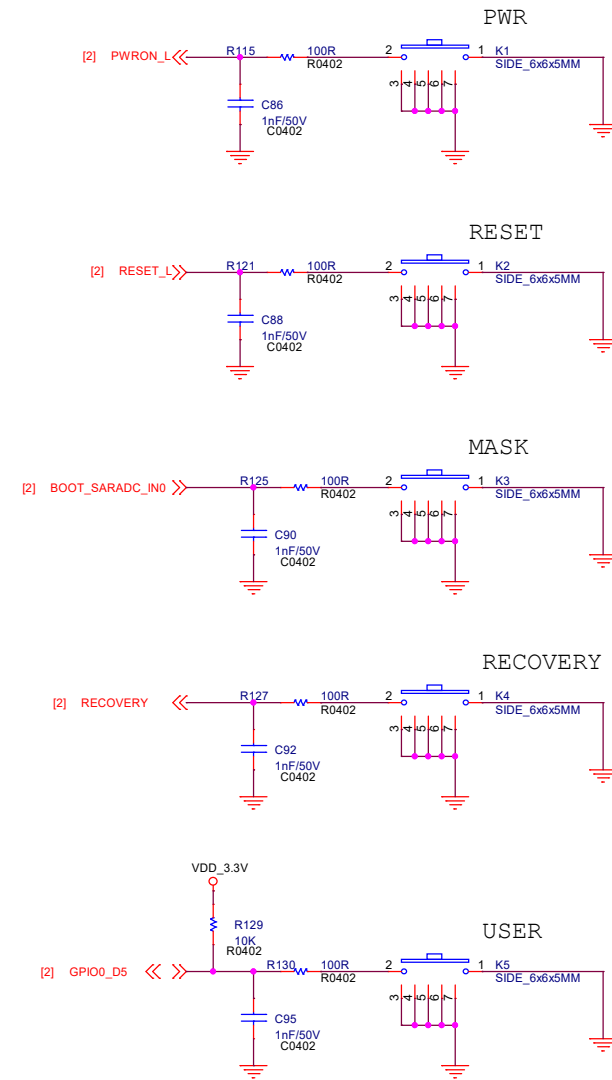 PWR
[2] PWRON_L R115 100R 2 1 K1
R0402 SIDE_6x6x5MM
3 4 5 6 7
C86
1nF/50V
C0402
RESET
[2] RESET_L R121 100R 2 1 K2
R0402 SIDE_6x6x5MM
3 4 5 6 7
C88
1nF/50V
C0402
MASK
[2] BOOT_SARADC_IN0 R125 100R 2 1 K3
R0402 SIDE_6x6x5MM
3 4 5 6 7
C90
1nF/50V
C0402
RECOVERY
[2] RECOVERY R127 100R 2 1 K4
R0402 SIDE_6x6x5MM
3 4 5 6 7
C92
1nF/50V
C0402
VDD_3.3V
R129
10K
R0402
USER
[2] GPIO0_D5 R130 100R 2 1 K5
R0402 SIDE_6x6x5MM
3 4 5 6 7
C95
1nF/50V
C0402